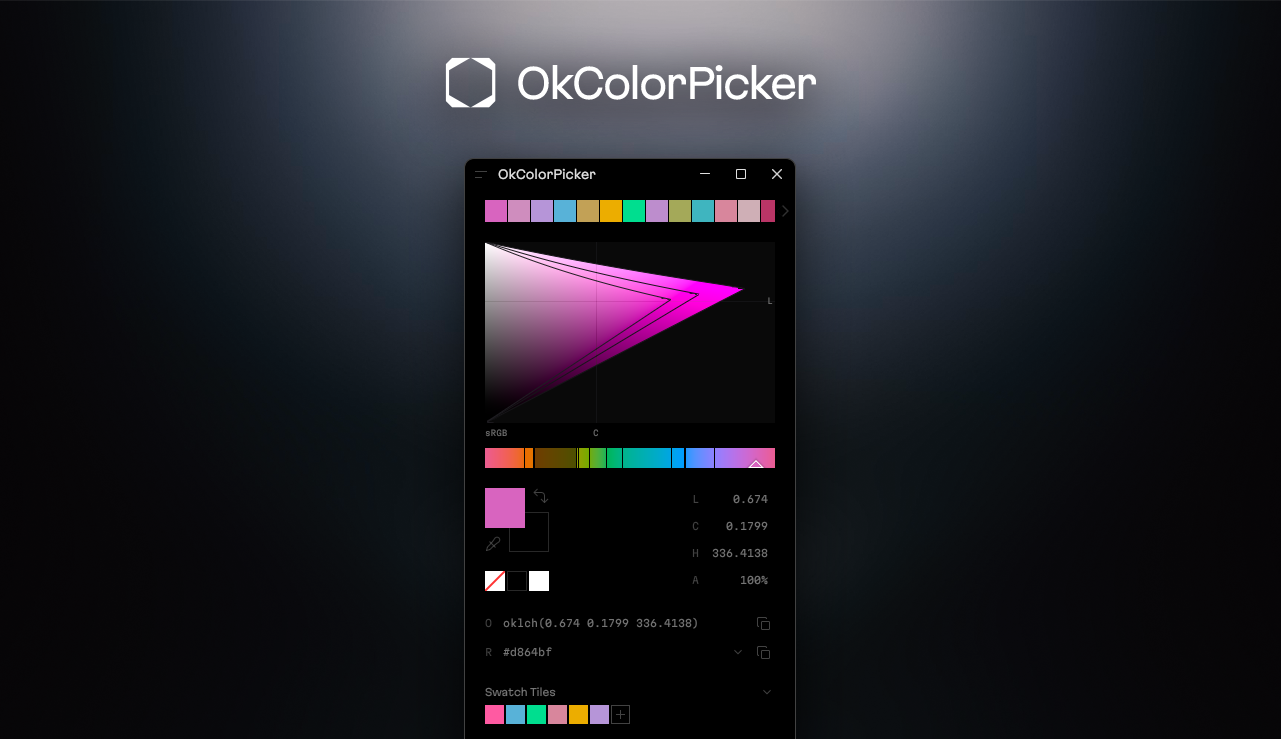 OkColorPicker
OkColorPicker
L
sRGB
C
L 0.674
C 0.1799
H 336.4138
A 100%
O oklch(0.674 0.1799 336.4138)
R #d864bf
Swatch Tiles